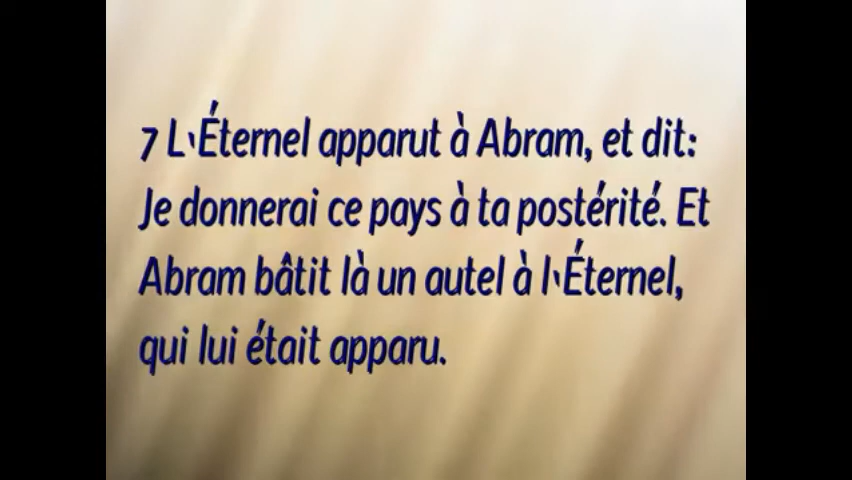 7 L'Éternel apparut à Abram, et dit:
Je donnerai ce pays à ta postérité. Et
Abram bâtit là un autel à l'Éternel,
qui lui était apparu.